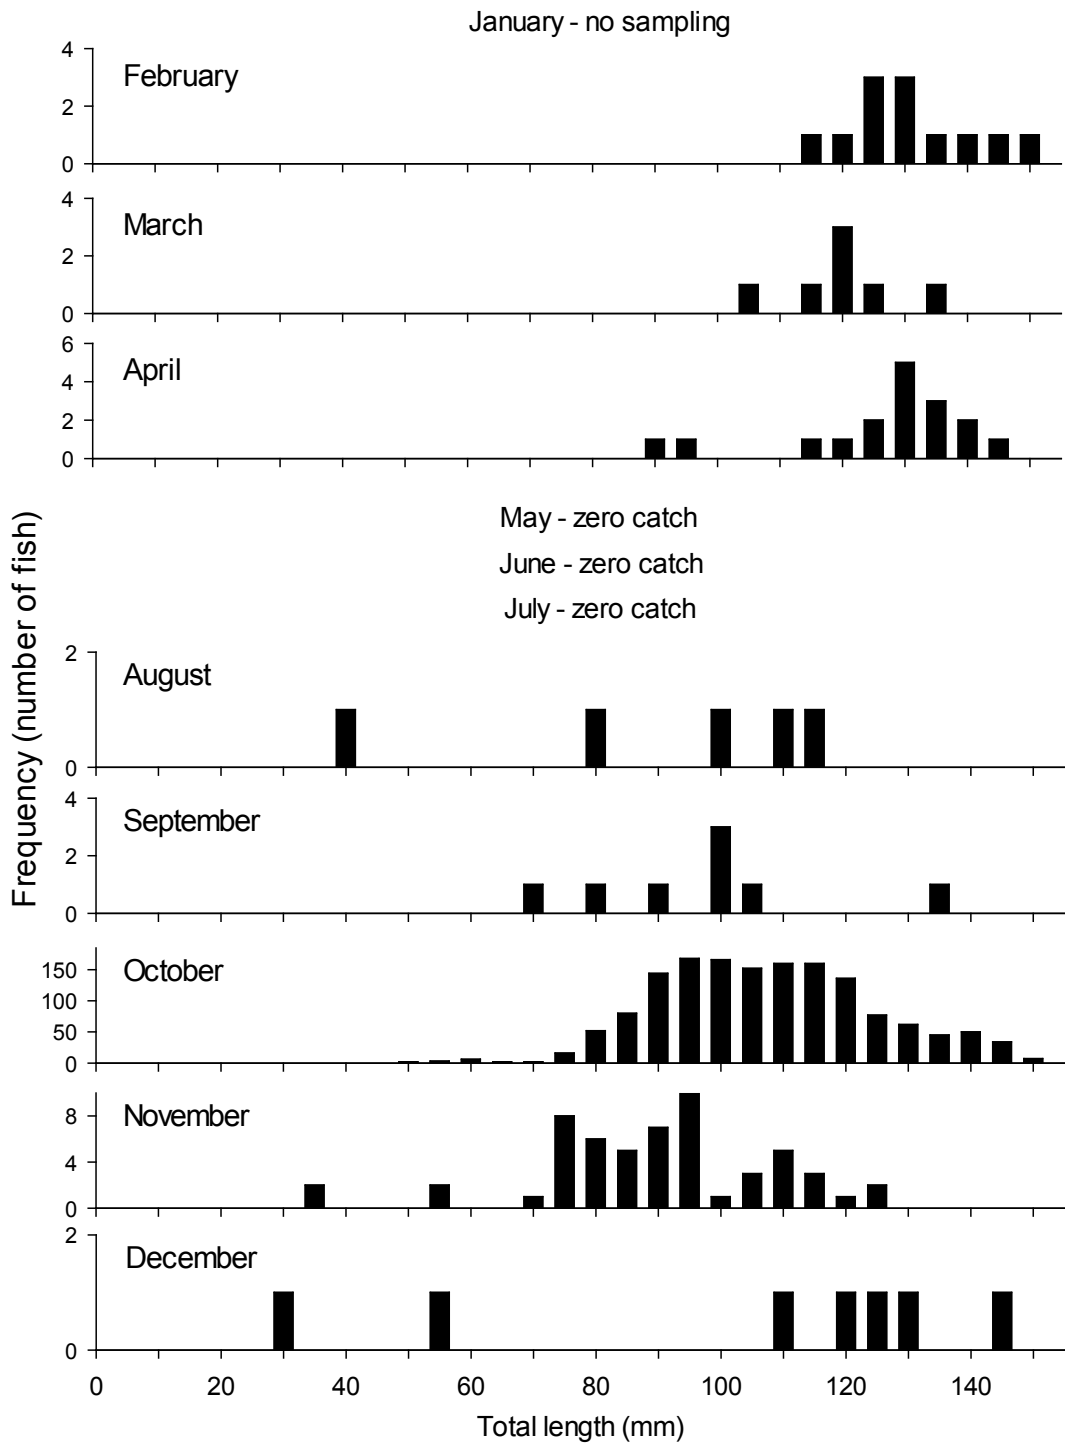 January - no sampling
4
February
2
0
4
March
2
0
6
April
4
2
0
May - zero catch
June - zero catch
July - zero catch
Frequency (number of fish)
2
August
0
4
September
2
0
150
October
100
50
0
November
8
4
0
2
December
0
0 20 40 60 80 100 120 140
Total length (mm)